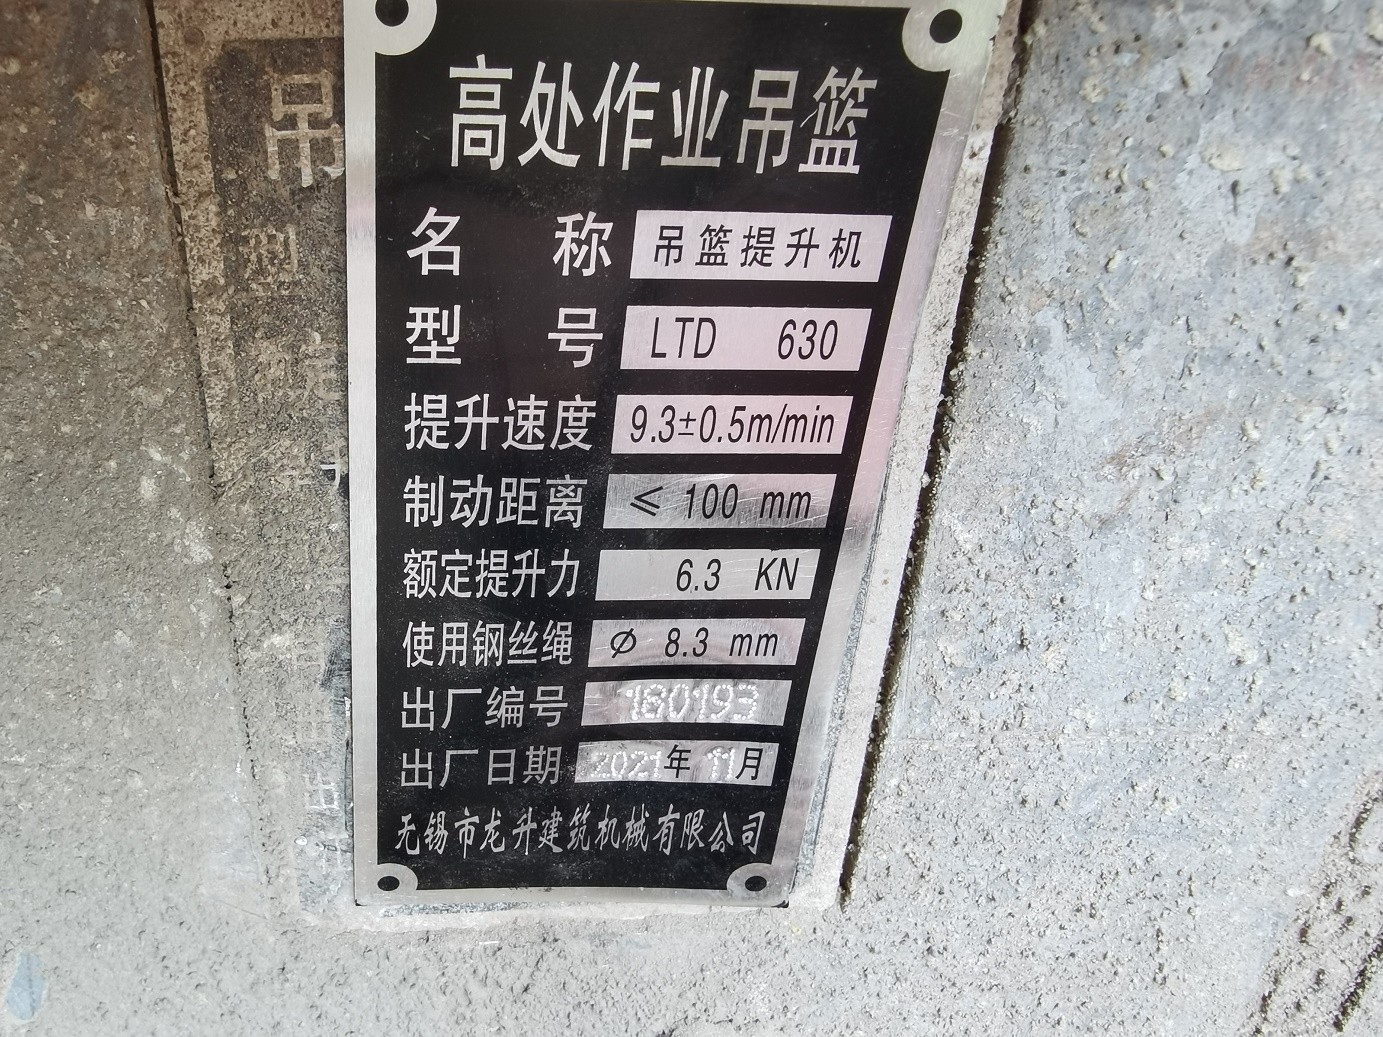 高处作业吊篮
名 称 吊篮提升机
型 号 LTD 630
提升速度 9.3±0.5m/min
制动距离 ≤ 100 mm
额定提升力 6.3 KN
使用钢丝绳 Ø 8.3 mm
出厂编号 180193
出厂日期 2021年 11月
无锡市龙升建筑机械有限公司
吊
型
出